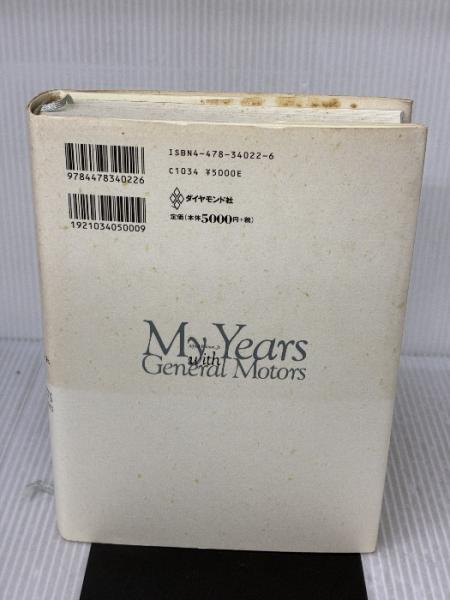 ISBN4-478-34022-6
C1034 ¥5000E
9784478340226
ダイヤモンド社
定価(本体5000円+税)
1921034050009
My Years
with
General Motors